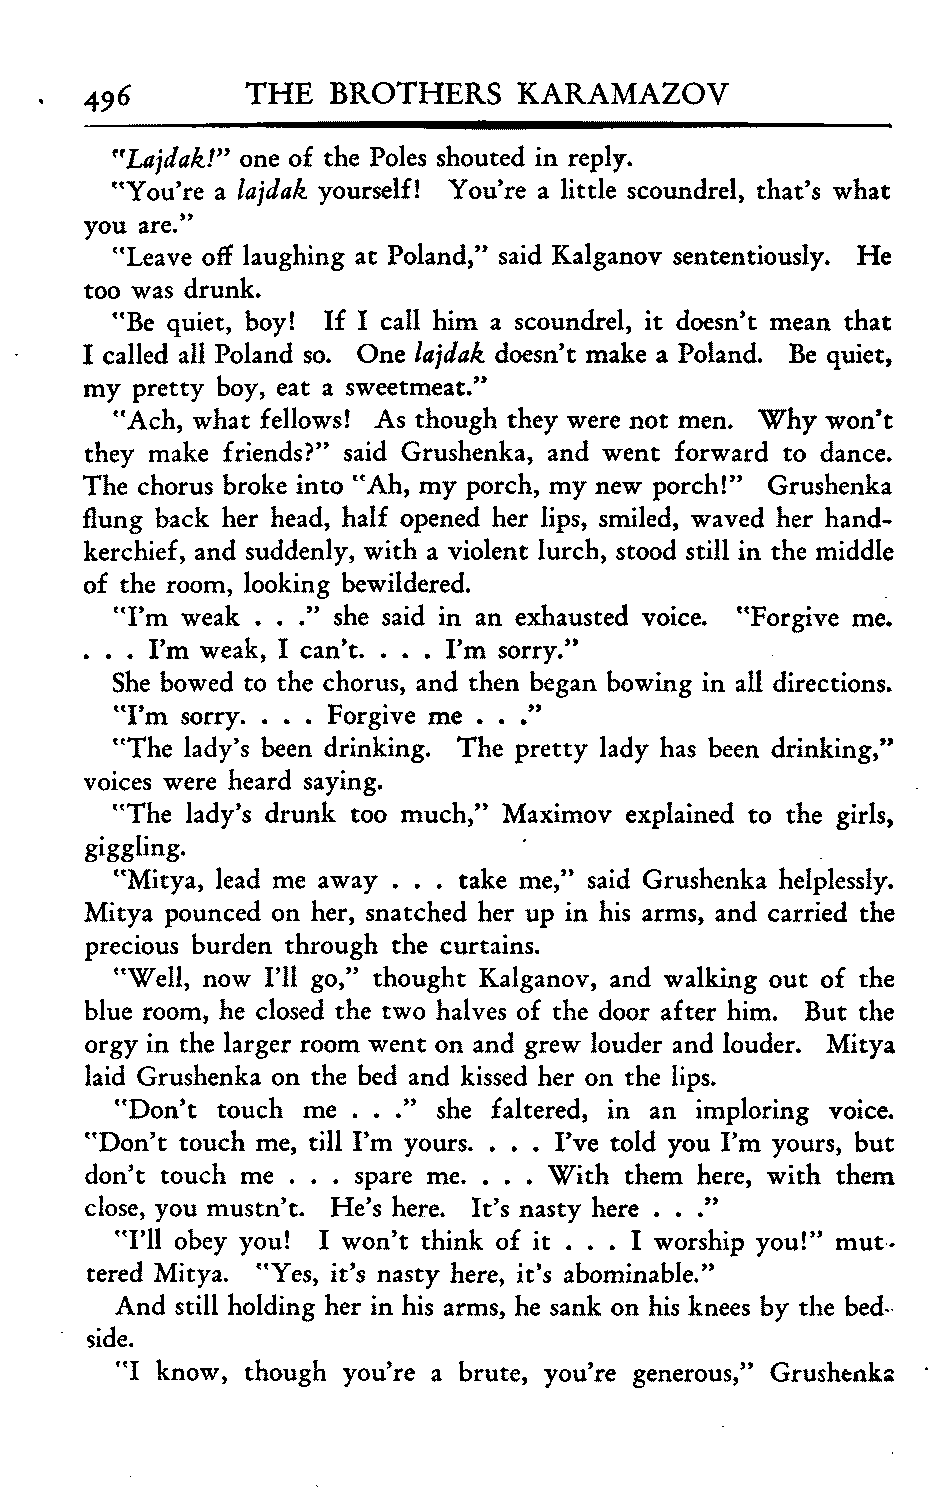 496 THE BROTHERS KARAMAZOV
"Lajdak!" one of the Poles shouted in reply.
"You're a lajdak yourself! You're a little scoundrel, that's what
you are."
"Leave off laughing at Poland," said Kalganov sententiously. He
too was drunk.
"Be quiet, boy! If I call him a scoundrel, it doesn't mean that
I called all Poland so. One lajdak doesn't make a Poland. Be quiet,
my pretty boy, eat a sweetmeat."
"Ach, what fellows! As though they were not men. Why won't
they make friends?" said Grushenka, and went forward to dance.
The chorus broke into "Ah, my porch, my new porch!" Grushenka
flung back her head, half opened her lips, smiled, waved her hand-
kerchief, and suddenly, with a violent lurch, stood still in the middle
of the room, looking bewildered.
"I'm weak . . ." she said in an exhausted voice. "Forgive me.
. . . I'm weak, I can't. . . . I'm sorry."
She bowed to the chorus, and then began bowing in all directions.
"I'm sorry. . . . Forgive me . . ."
"The lady's been drinking. The pretty lady has been drinking,"
voices were heard saying.
"The lady's drunk too much," Maximov explained to the girls,
giggling.
"Mitya, lead me away . . . take me," said Grushenka helplessly.
Mitya pounced on her, snatched her up in his arms, and carried the
precious burden through the curtains.
"Well, now I'll go," thought Kalganov, and walking out of the
blue room, he closed the two halves of the door after him. But the
orgy in the larger room went on and grew louder and louder. Mitya
laid Grushenka on the bed and kissed her on the lips.
"Don't touch me . . ." she faltered, in an imploring voice.
"Don't touch me, till I'm yours. . . . I've told you I'm yours, but
don't touch me . . . spare me. . . . With them here, with them
close, you mustn't. He's here. It's nasty here . . ."
"I'll obey you! I won't think of it . . . I worship you!" mut-
tered Mitya. "Yes, it's nasty here, it's abominable."
And still holding her in his arms, he sank on his knees by the bed-
side.
"I know, though you're a brute, you're generous," Grushenka